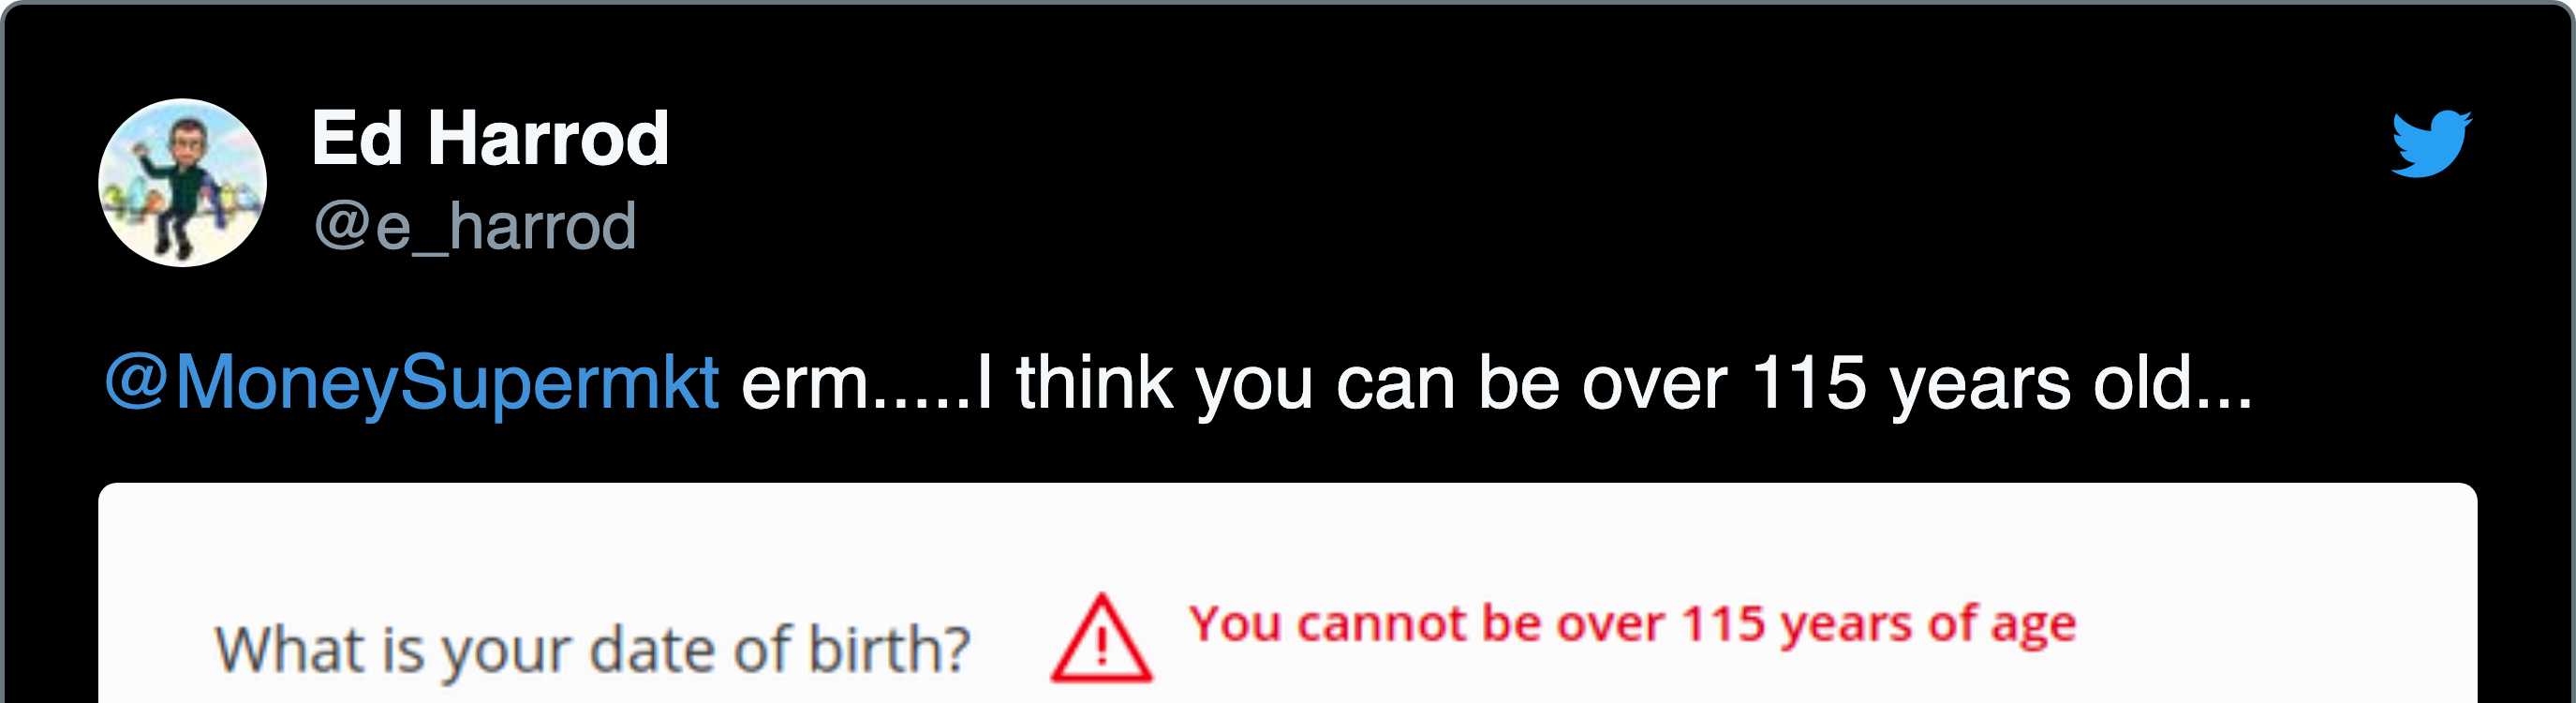 Ed Harrod
@e_harrod
@MoneySupermkt erm.....I think you can be over 115 years old...
What is your date of birth?
You cannot be over 115 years of age